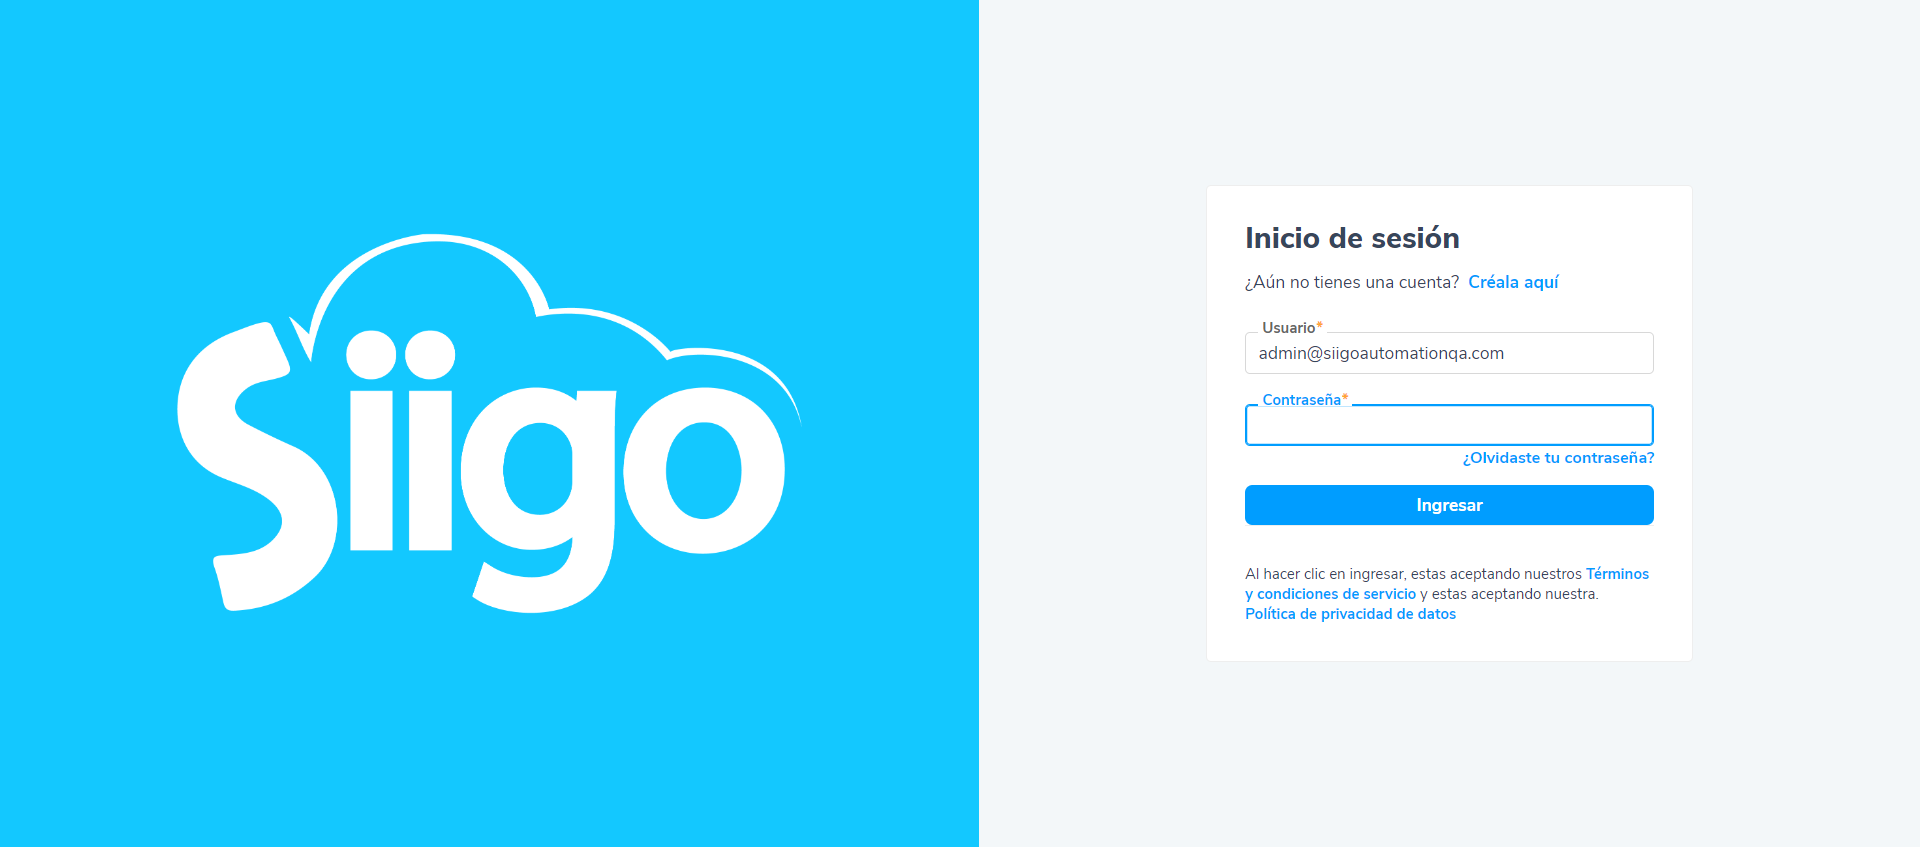 Siigo
Inicio de sesión
¿Aún no tienes una cuenta? Créala aquí
Usuario*
admin@siigoautomationqa.com
Contraseña*
¿Olvidaste tu contraseña?
Ingresar
Al hacer clic en ingresar, estas aceptando nuestros Términos
y condiciones de servicio y estas aceptando nuestra.
Política de privacidad de datos